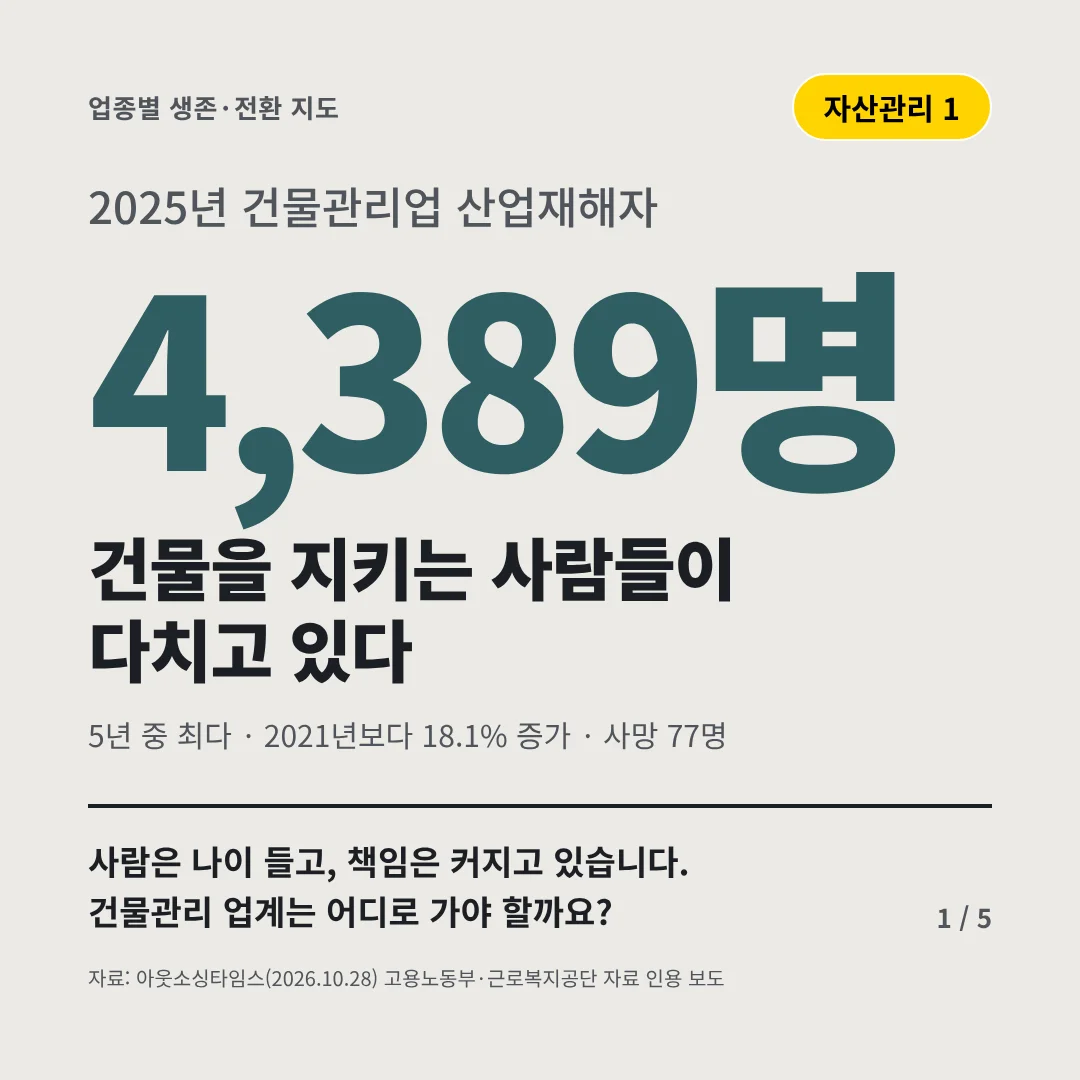 업종별 생존·전환 지도
자산관리 1
2025년 건물관리업 산업재해자
4,389명
건물을 지키는 사람들이
다치고 있다
5년 중 최다 · 2021년보다 18.1% 증가 · 사망 77명
사람은 나이 들고, 책임은 커지고 있습니다.
건물관리 업계는 어디로 가야 할까요?
1 / 5
자료: 아웃소싱타임스(2026.10.28) 고용노동부·근로복지공단 자료 인용 보도